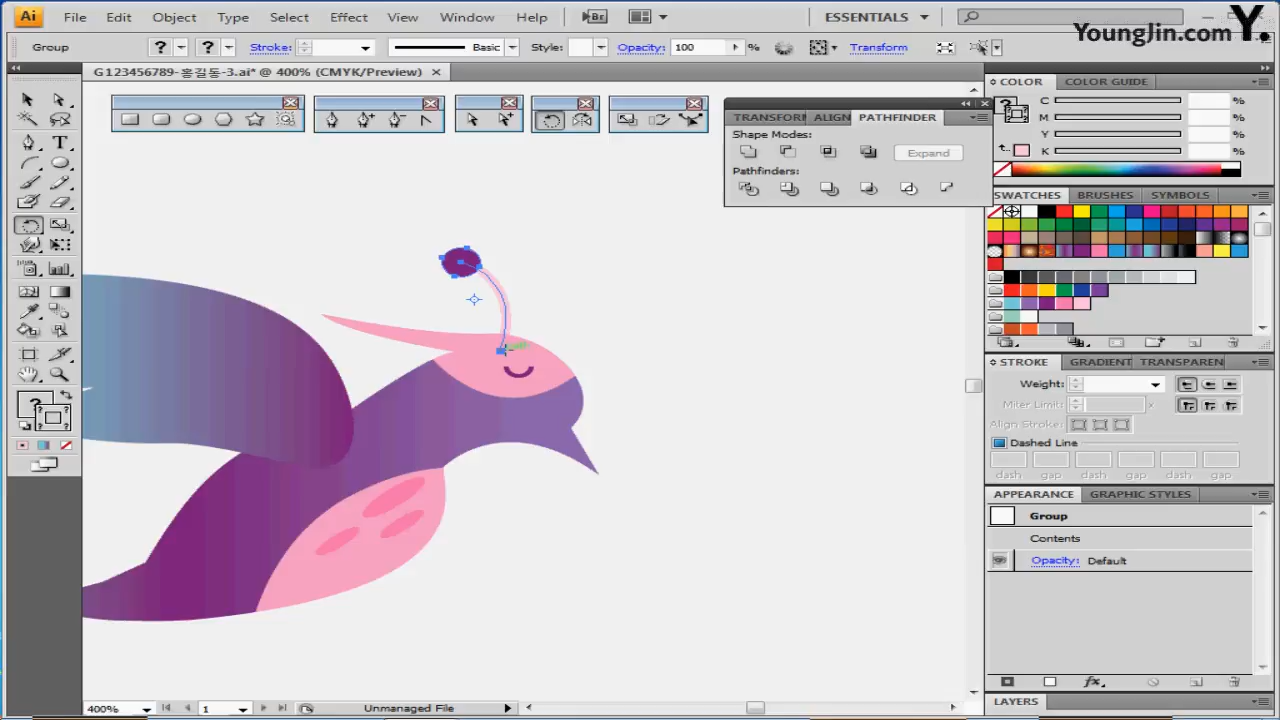 Ai File Edit Object Type Select Effect View Window Help Br ESSENTIALS
YoungJin.com Y.
Group ? ? Stroke: Basic Style: Opacity: 100 % Transform
G123456789-홍길동-3.ai* @ 400% (CMYK/Preview)
COLOR COLOR GUIDE
C %
M %
Y %
K %
TRANSFORM ALIGN PATHFINDER
Shape Modes:
Expand
Pathfinders:
SWATCHES BRUSHES SYMBOLS
STROKE GRADIENT TRANSPAREN
Weight:
Miter Limit: x
Align Stroke:
Dashed Line
dash gap dash gap dash gap
APPEARANCE GRAPHIC STYLES
Group
Contents
Opacity: Default
fx
LAYERS
400% 1 Unmanaged File